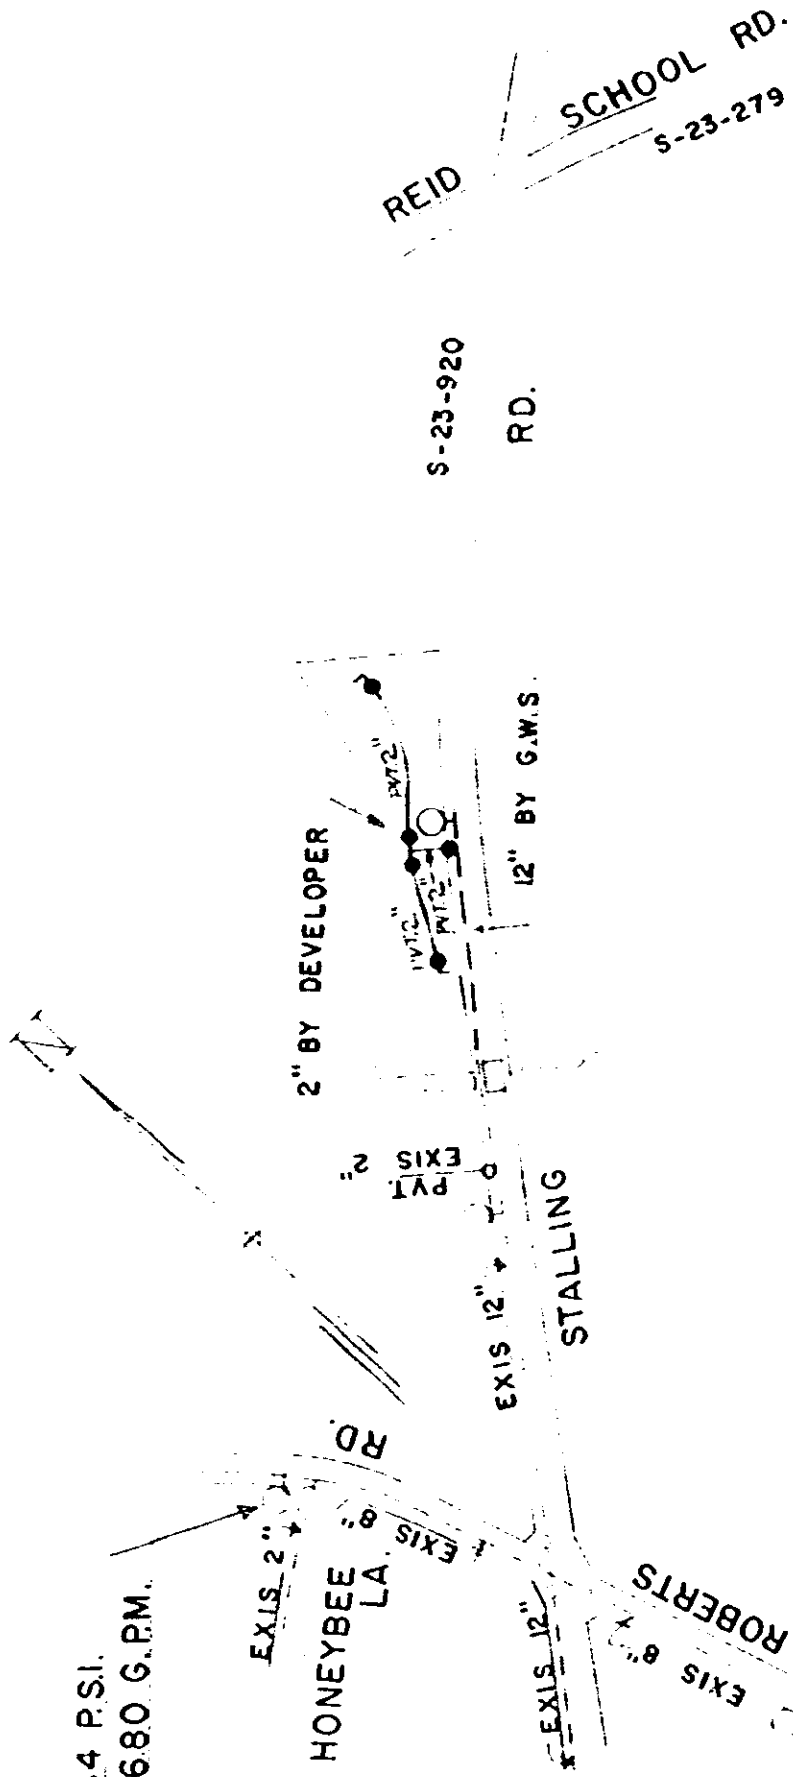 REID SCHOOL RD.
S-23-279
S-23-920
RD.
2" BY DEVELOPER
PVT. 2"
PVT. 2"
PVT. 2"
12" BY G.W.S.
N
PVT.
EXIS 2"
EXIS 12"
STALLING
RD.
EXIS 8"
EXIS 2"
HONEYBEE
LA.
4 P.S.I.
680 G.P.M.
EXIS 12"
ROBERTS
EXIS 8"